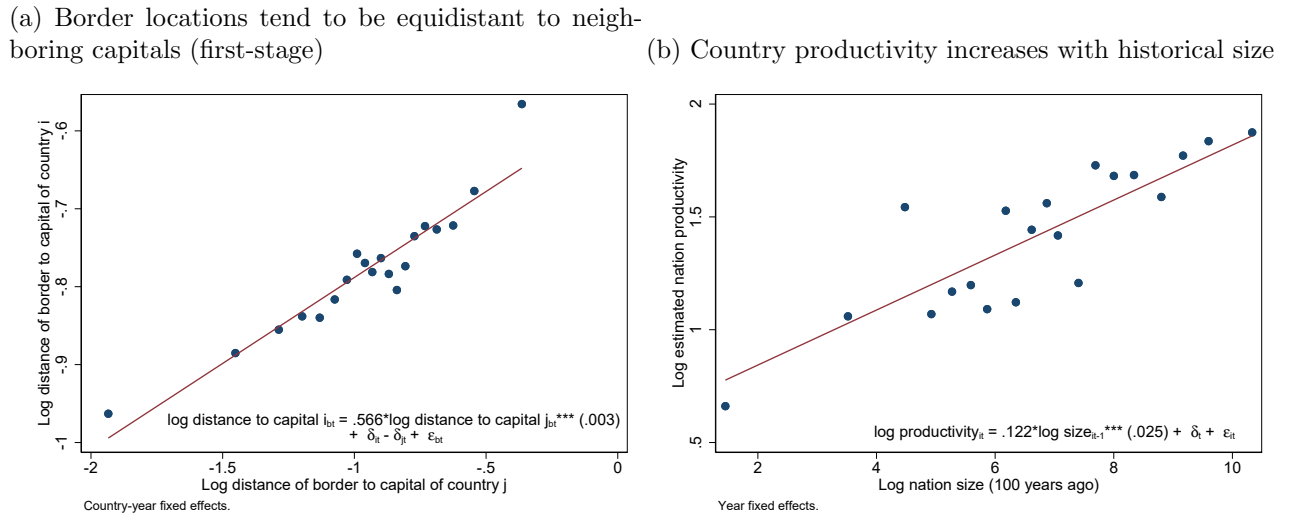 (a) Border locations tend to be equidistant to neigh-
boring capitals (first-stage)
Log distance of border to capital of country i
-.6
-.7
-.8
-.9
-1
log distance to capital i_bt = .566*log distance to capital j_bt*** (.003)
+ δ_it - δ_jt + ε_bt
-2 -1.5 -1 -.5 0
Log distance of border to capital of country j
Country-year fixed effects.
(b) Country productivity increases with historical size
Log estimated nation productivity
2
1.5
1
.5
log productivity_it = .122*log size_it-1*** (.025) + δ_t + ε_it
2 4 6 8 10
Log nation size (100 years ago)
Year fixed effects.